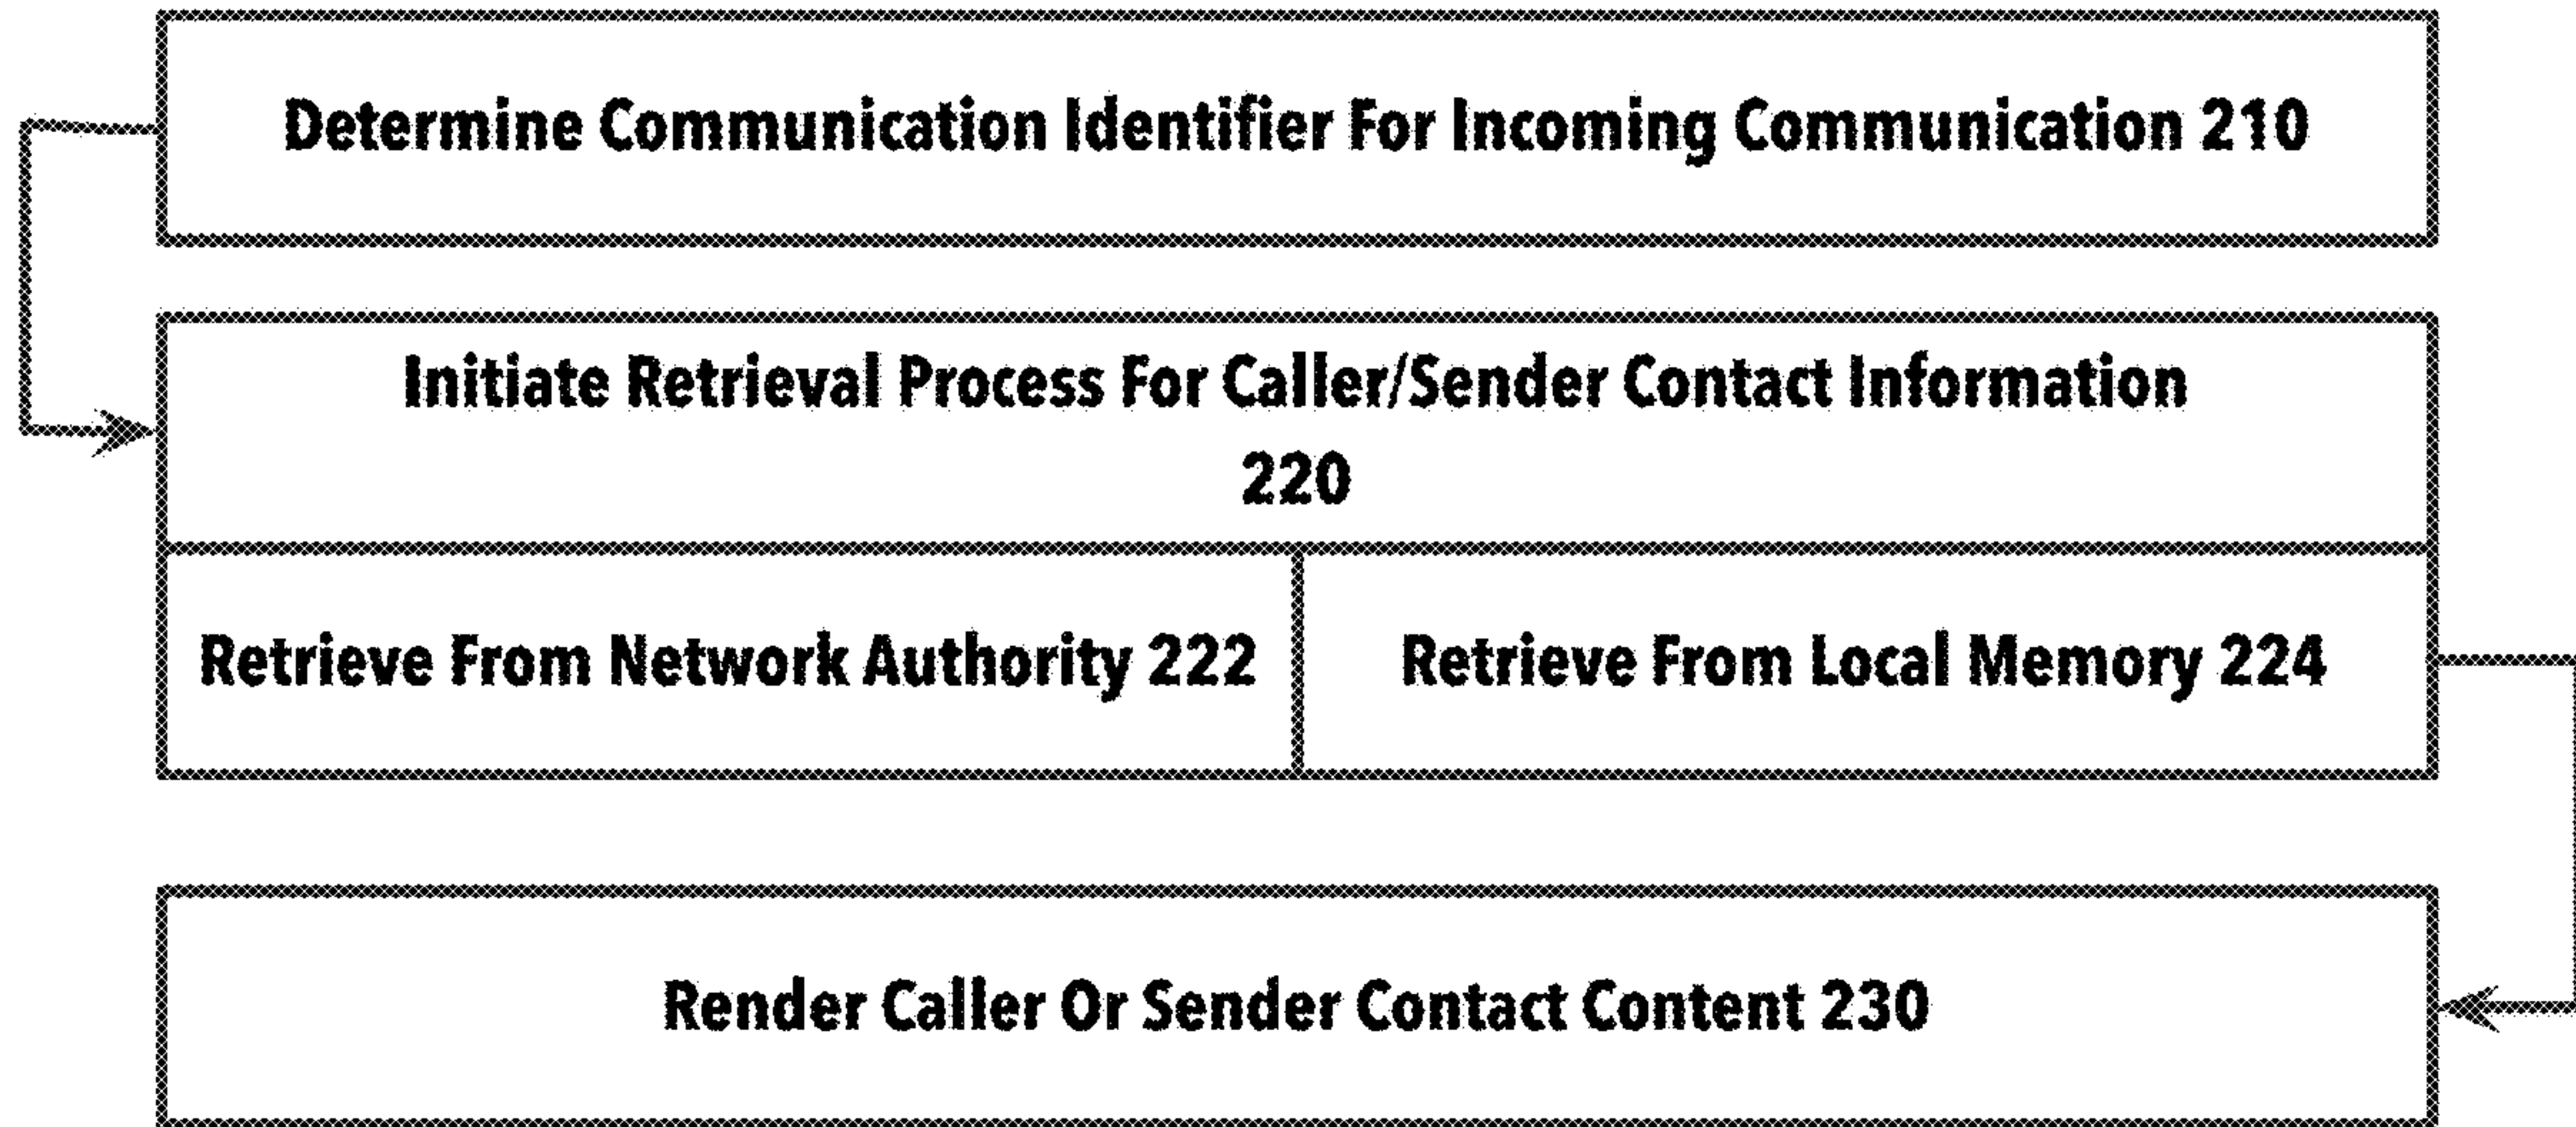 Determine Communication Identifier For Incoming Communication 210
Initiate Retrieval Process For Caller/Sender Contact Information
220
Retrieve From Network Authority 222
Retrieve From Local Memory 224
Render Caller Or Sender Contact Content 230